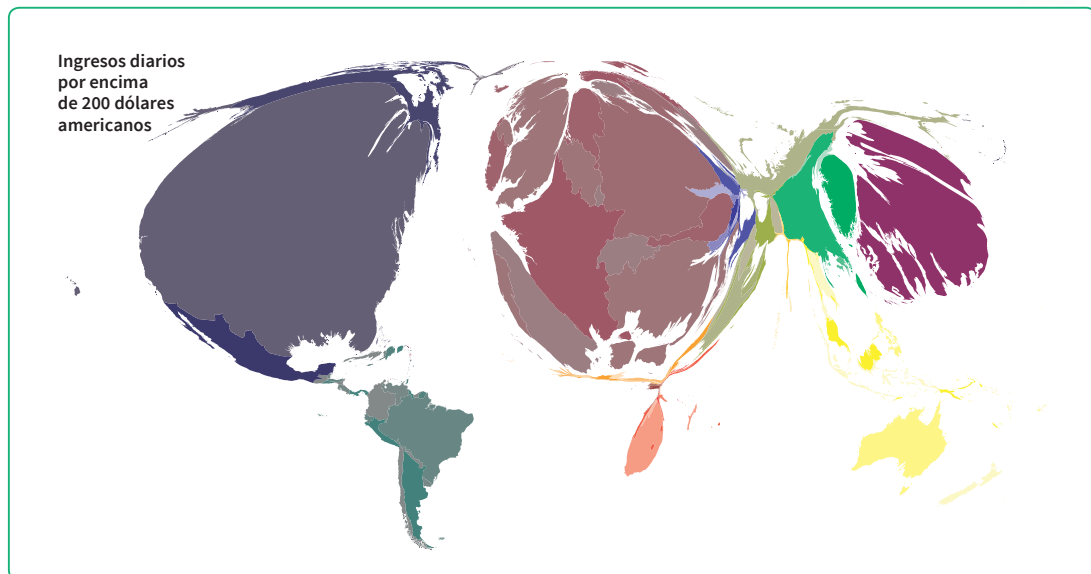 Ingresos diarios
por encima
de 200 dólares
americanos